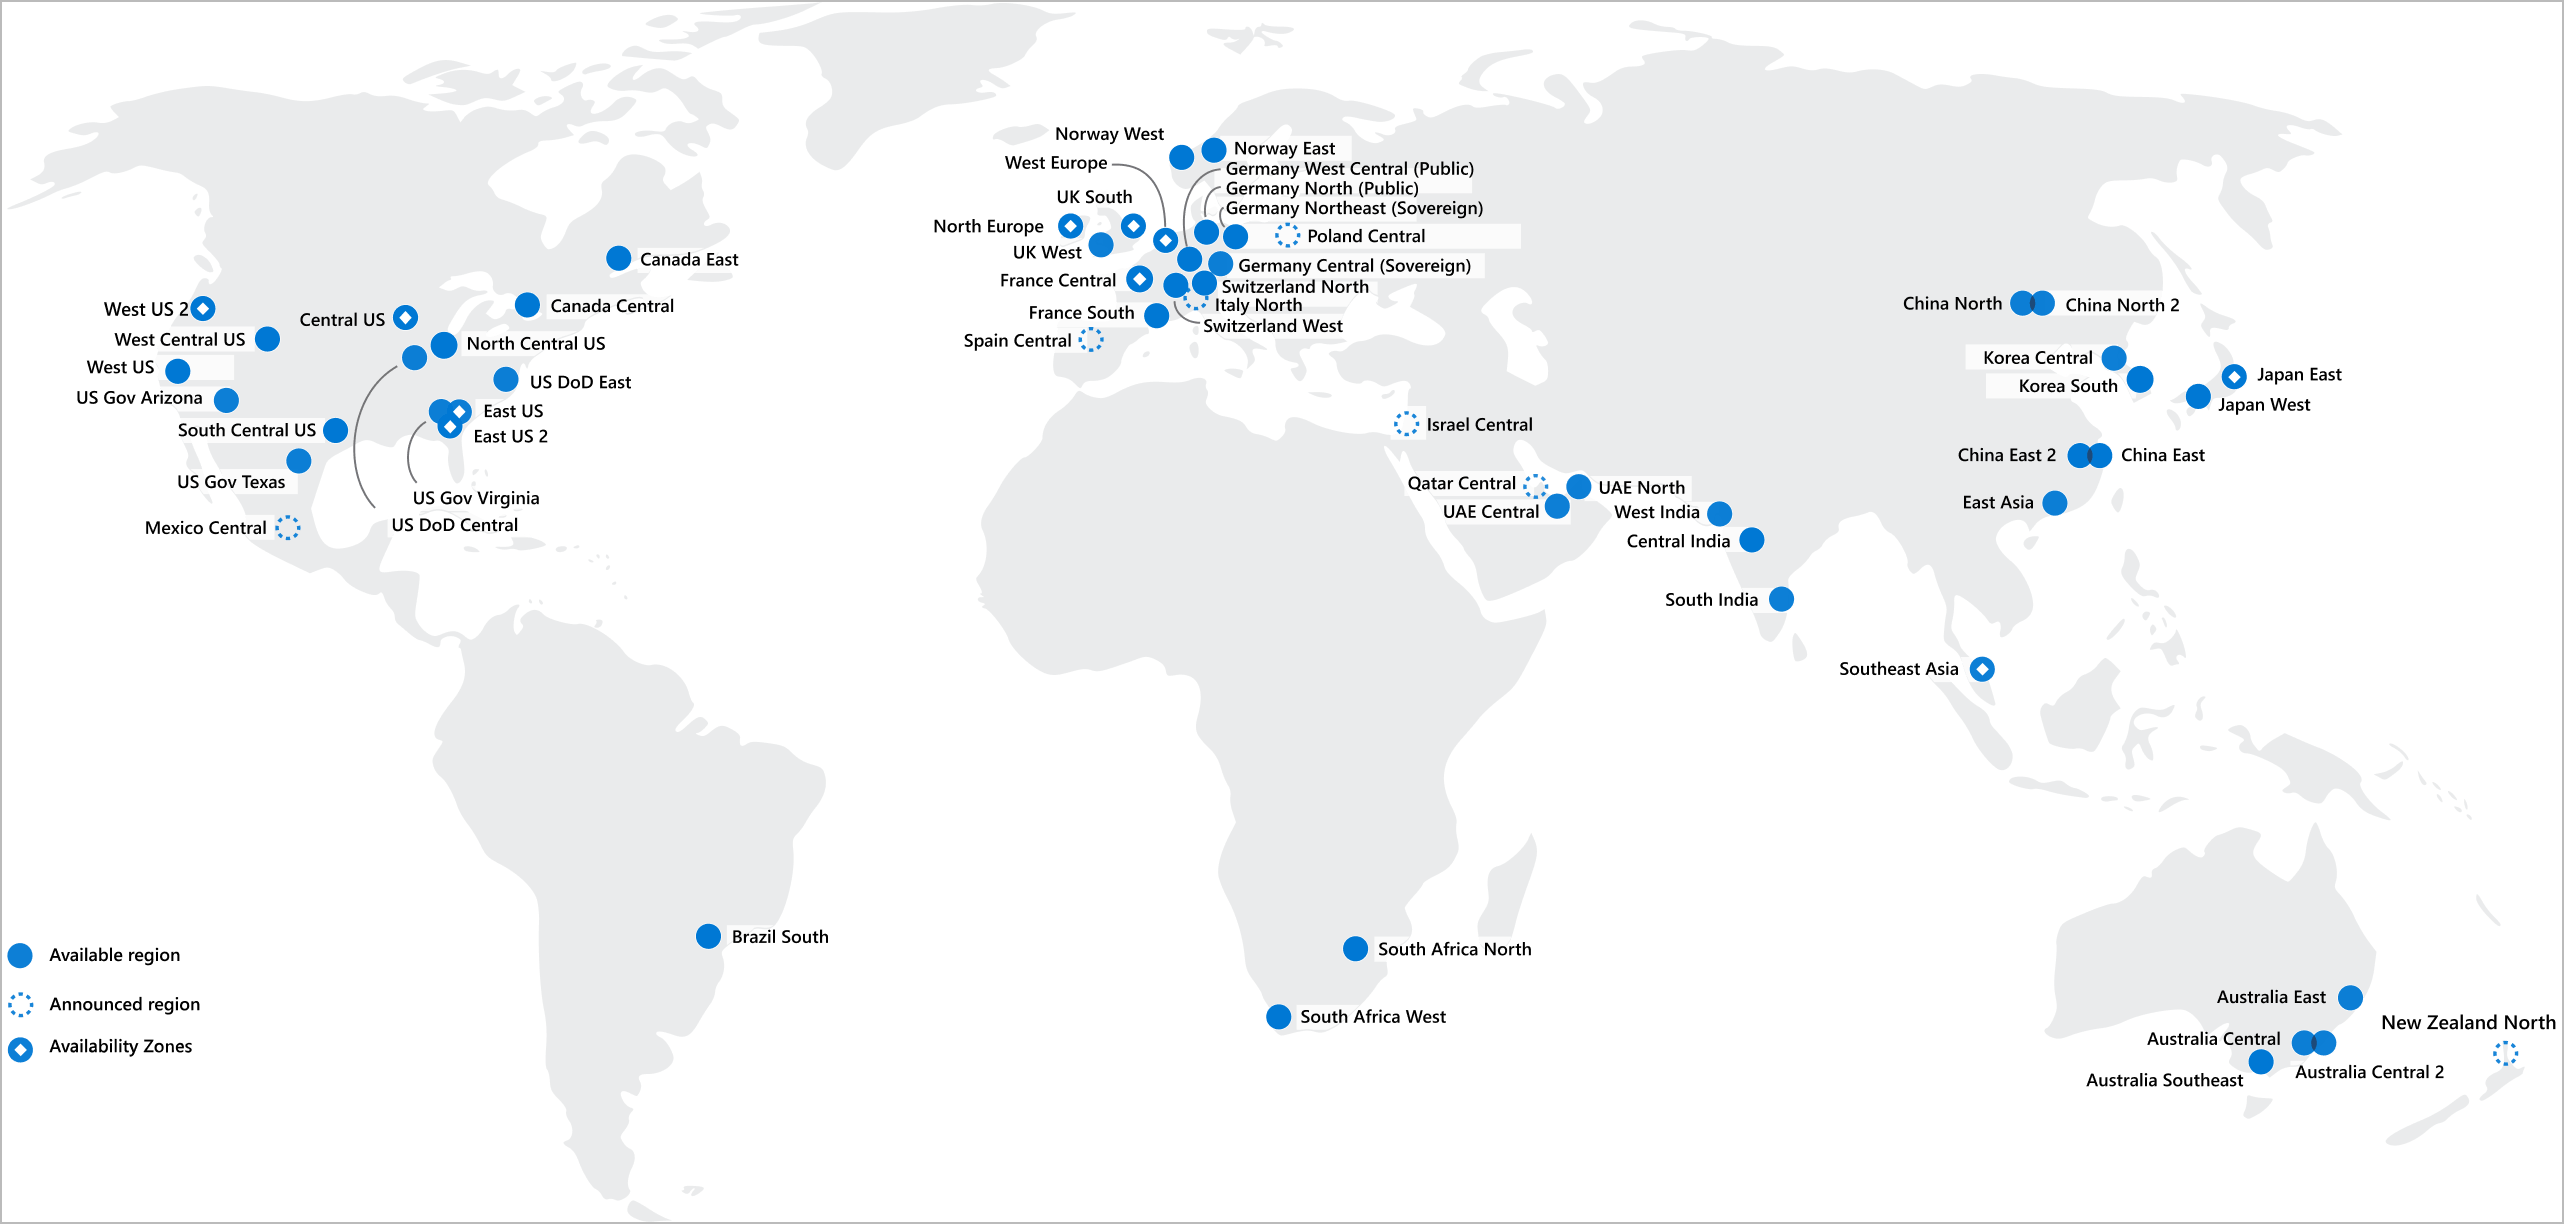 Norway West
Norway East
West Europe
Germany West Central (Public)
Germany North (Public)
UK South
Germany Northeast (Sovereign)
North Europe
Poland Central
UK West
Germany Central (Sovereign)
France Central
Switzerland North
Italy North
France South
Switzerland West
Spain Central
Canada East
Canada Central
West US 2
Central US
West Central US
North Central US
West US
US DoD East
US Gov Arizona
East US
South Central US
East US 2
US Gov Texas
US Gov Virginia
US DoD Central
Mexico Central
China North
China North 2
Korea Central
Korea South
Japan East
Japan West
Israel Central
China East 2
China East
Qatar Central
UAE North
UAE Central
West India
East Asia
Central India
South India
Southeast Asia
Brazil South
South Africa North
South Africa West
Australia East
New Zealand North
Australia Central
Australia Central 2
Australia Southeast
Available region
Announced region
Availability Zones